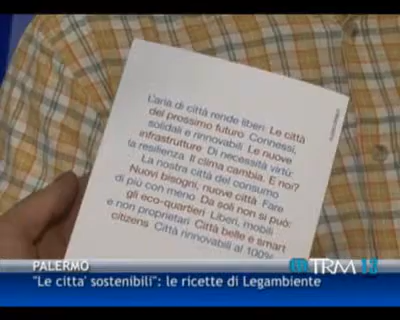 L'aria di città rende liberi. Le città
del prossimo futuro. Connessi,
solidali e rinnovabili. Le nuove
infrastrutture. Di necessità virtù:
la resilienza. Il clima cambia. E noi?
La nostra città del consumo
Nuovi bisogni, nuove città. Fare
di più con meno. Da soli non si può:
gli eco-quartieri. Liberi, mobili
e non proprietari. Città belle e smart
citizens. Città rinnovabili al 100%
PALERMO
TRM 13
"Le citta' sostenibili": le ricette di Legambiente